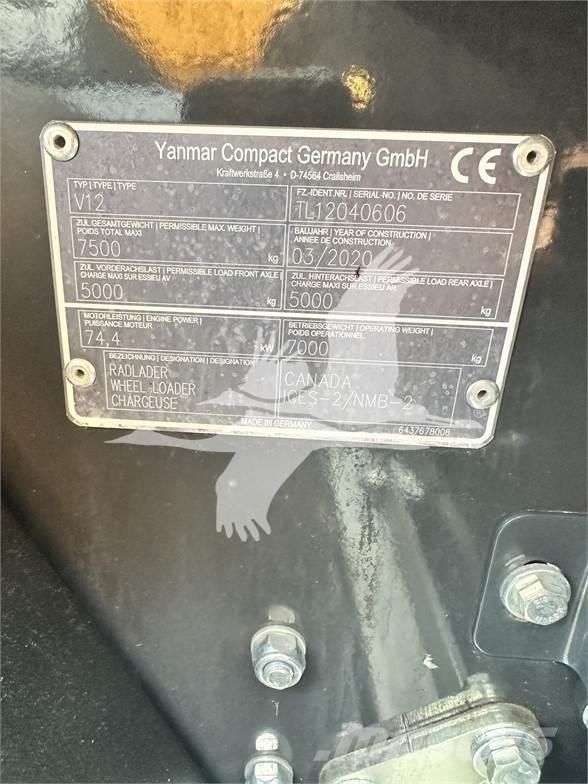 Yanmar Compact Germany GmbH
Kraftwerkstraße 4 • D-74564 Crailsheim
CE
TYP | TYPE | TYPE
V12
FZ.-IDENT.NR. | SERIAL-NO. | NO. DE SERIE
TL12040606
ZUL. GESAMTGEWICHT | PERMISSIBLE MAX. WEIGHT |
POIDS TOTAL MAXI
7500
kg
BAUJAHR | YEAR OF CONSTRUCTION |
ANNEE DE CONSTRUCTION
03/2020
ZUL. VORDERACHSLAST | PERMISSIBLE LOAD FRONT AXLE |
CHARGE MAXI SUR ESSIEU AV
5000
kg
ZUL. HINTERACHSLAST | PERMISSIBLE LOAD REAR AXLE |
CHARGE MAXI SUR ESSIEU AR
5000
kg
MOTORLEISTUNG | ENGINE POWER |
PUISSANCE MOTEUR
74,4
kW
BETRIEBSGEWICHT | OPERATING WEIGHT |
POIDS OPERATIONNEL
7000
kg
BEZEICHNUNG | DESIGNATION | DESIGNATION
RADLADER
WHEEL LOADER
CHARGEUSE
CANADA
ICES-2/NMB-2
MADE IN GERMANY
6437678008